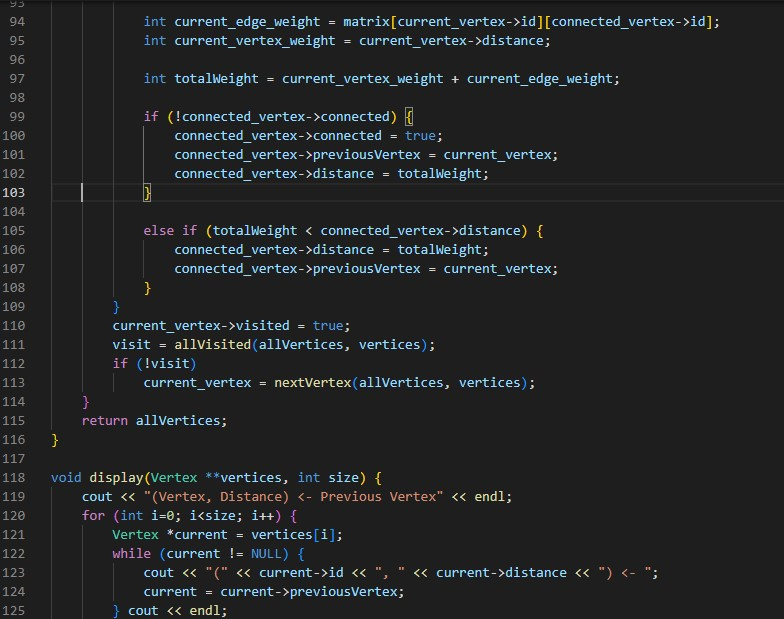 93
94 int current_edge_weight = matrix[current_vertex->id][connected_vertex->id];
95 int current_vertex_weight = current_vertex->distance;
96
97 int totalWeight = current_vertex_weight + current_edge_weight;
98
99 if (!connected_vertex->connected) {
100 connected_vertex->connected = true;
101 connected_vertex->previousVertex = current_vertex;
102 connected_vertex->distance = totalWeight;
103 }
104
105 else if (totalWeight < connected_vertex->distance) {
106 connected_vertex->distance = totalWeight;
107 connected_vertex->previousVertex = current_vertex;
108 }
109 }
110 current_vertex->visited = true;
111 visit = allVisited(allVertices, vertices);
112 if (!visit)
113 current_vertex = nextVertex(allVertices, vertices);
114 }
115 return allVertices;
116 }
117
118 void display(Vertex **vertices, int size) {
119 cout << "(Vertex, Distance) <- Previous Vertex" << endl;
120 for (int i=0; i<size; i++) {
121 Vertex *current = vertices[i];
122 while (current != NULL) {
123 cout << "(" << current->id << ", " << current->distance << ") <- ";
124 current = current->previousVertex;
125 } cout << endl;